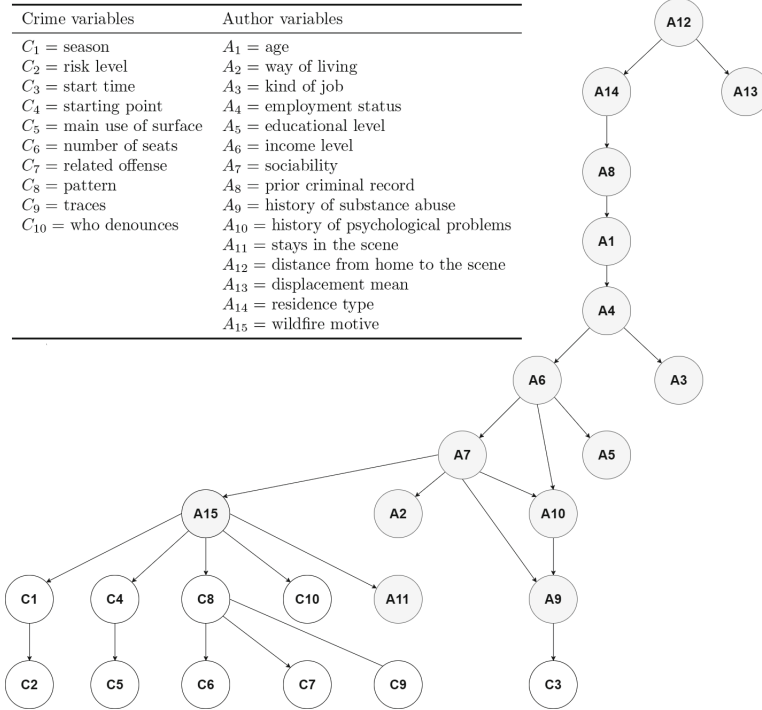 Crime variables Author variables
C1 = season A1 = age
C2 = risk level A2 = way of living
C3 = start time A3 = kind of job
C4 = starting point A4 = employment status
C5 = main use of surface A5 = educational level
C6 = number of seats A6 = income level
C7 = related offense A7 = sociability
C8 = pattern A8 = prior criminal record
C9 = traces A9 = history of substance abuse
C10 = who denounces A10 = history of psychological problems
A11 = stays in the scene
A12 = distance from home to the scene
A13 = displacement mean
A14 = residence type
A15 = wildfire motive
A12
A14 A13
A8
A1
A4
A6 A3
A7 A5
A15 A2 A10
C1 C4 C8 C10 A11 A9
C2 C5 C6 C7 C9 C3